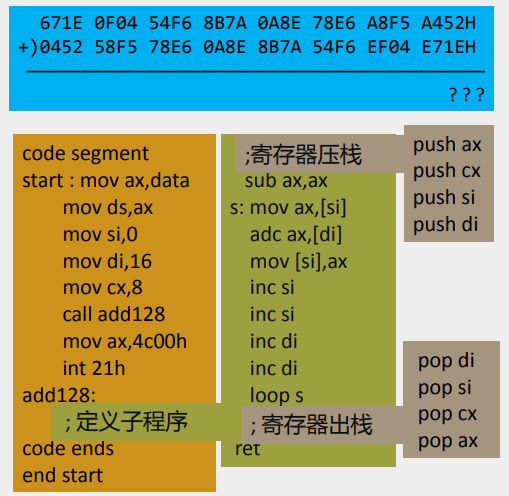 671E 0F04 54F6 8B7A 0A8E 78E6 A8F5 A452H
+)0452 58F5 78E6 0A8E 8B7A 54F6 EF04 E71EH
? ? ?
code segment
start : mov ax,data
mov ds,ax
mov si,0
mov di,16
mov cx,8
call add128
mov ax,4c00h
int 21h
add128:
; 定义子程序
code ends
end start
;寄存器压栈
sub ax,ax
s: mov ax,[si]
adc ax,[di]
mov [si],ax
inc si
inc si
inc di
inc di
loop s
; 寄存器出栈
ret
push ax
push cx
push si
push di
pop di
pop si
pop cx
pop ax